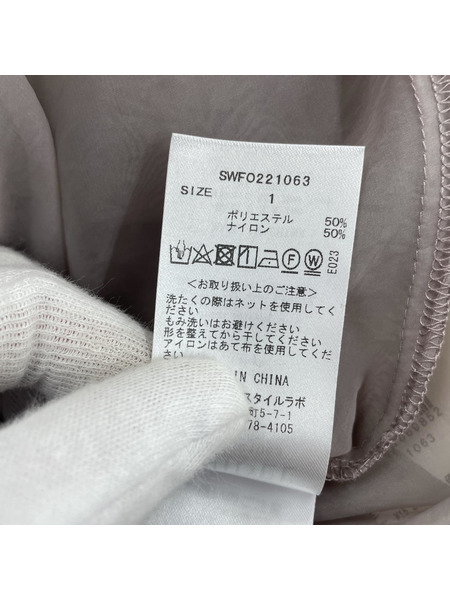 SWFO221063
SIZE 1
ポリエステル 50%
ナイロン 50%
F W
E023
<お取り扱い上のご注意>
洗たくの際はネットを使用してく
ださい
もみ洗いはお避けください
形を整えてから干してください
アイロンはあて布を使用してくだ
さい
IN CHINA
スタイルラボ
町5-7-1
78-4105
1063